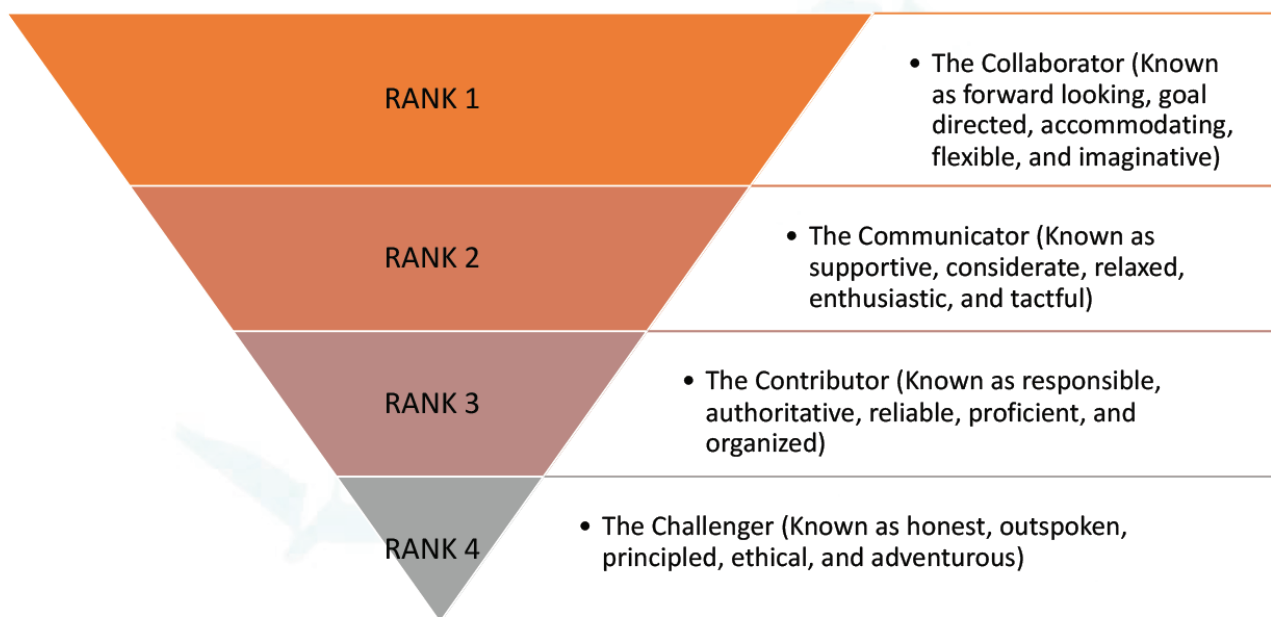 RANK 1
• The Collaborator (Known
as forward looking, goal
directed, accommodating,
flexible, and imaginative)
RANK 2
• The Communicator (Known as
supportive, considerate, relaxed,
enthusiastic, and tactful)
RANK 3
• The Contributor (Known as responsible,
authoritative, reliable, proficient, and
organized)
RANK 4
• The Challenger (Known as honest, outspoken,
principled, ethical, and adventurous)